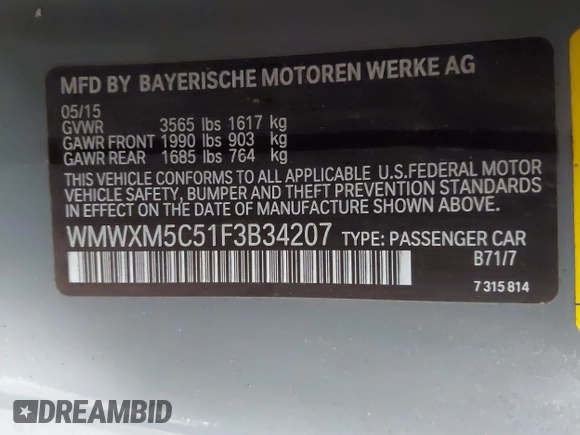 MFD BY BAYERISCHE MOTOREN WERKE AG
05/15
GVWR 3565 lbs 1617 kg
GAWR FRONT 1990 lbs 903 kg
GAWR REAR 1685 lbs 764 kg
THIS VEHICLE CONFORMS TO ALL APPLICABLE U.S.FEDERAL MOTOR
VEHICLE SAFETY, BUMPER AND THEFT PREVENTION STANDARDS
IN EFFECT ON THE DATE OF MANUFACTURE SHOWN ABOVE.
WMWXM5C51F3B34207 TYPE: PASSENGER CAR
B71/7
7 315 814
DREAMBID